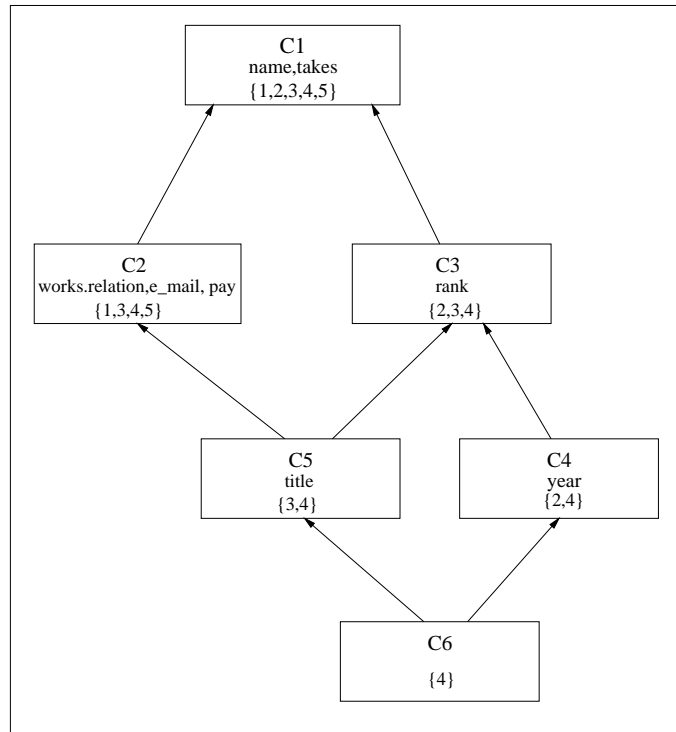 C1
name,takes
{1,2,3,4,5}
C2
works.relation,e_mail, pay
{1,3,4,5}
C3
rank
{2,3,4}
C5
title
{3,4}
C4
year
{2,4}
C6
{4}